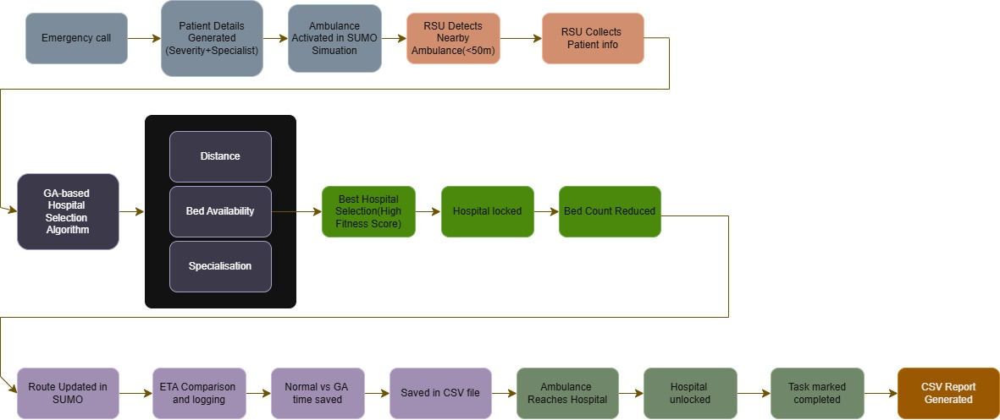 Emergency call
Patient Details
Generated
(Severity+Specialist)
Ambulance
Activated in SUMO
Simuation
RSU Detects
Nearby
Ambulance(<50m)
RSU Collects
Patient info
GA-based
Hospital
Selection
Algorithm
Distance
Bed Availability
Specialisation
Best Hospital
Selection(High
Fitness Score)
Hospital locked
Bed Count Reduced
Route Updated in
SUMO
ETA Comparison
and logging
Normal vs GA
time saved
Saved in CSV file
Ambulance
Reaches Hospital
Hospital
unlocked
Task marked
completed
CSV Report
Generated